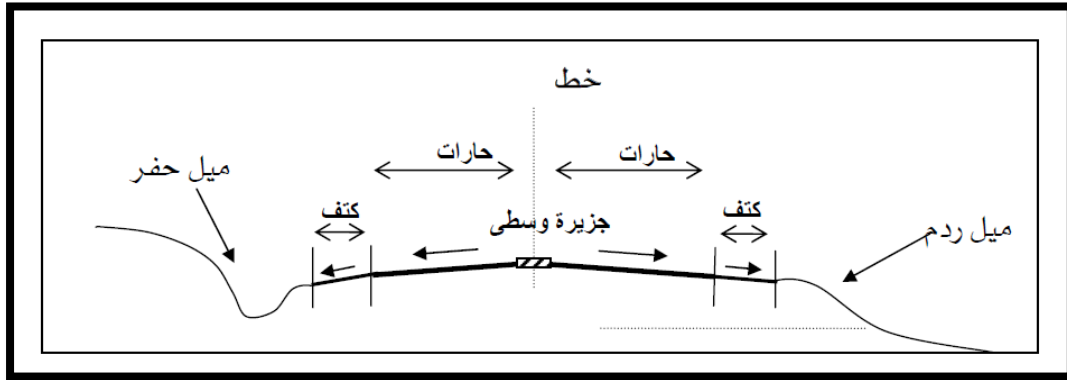 خط
حارات
حارات
ميل حفر
كتف
كتف
جزيرة وسطى
ميل ردم